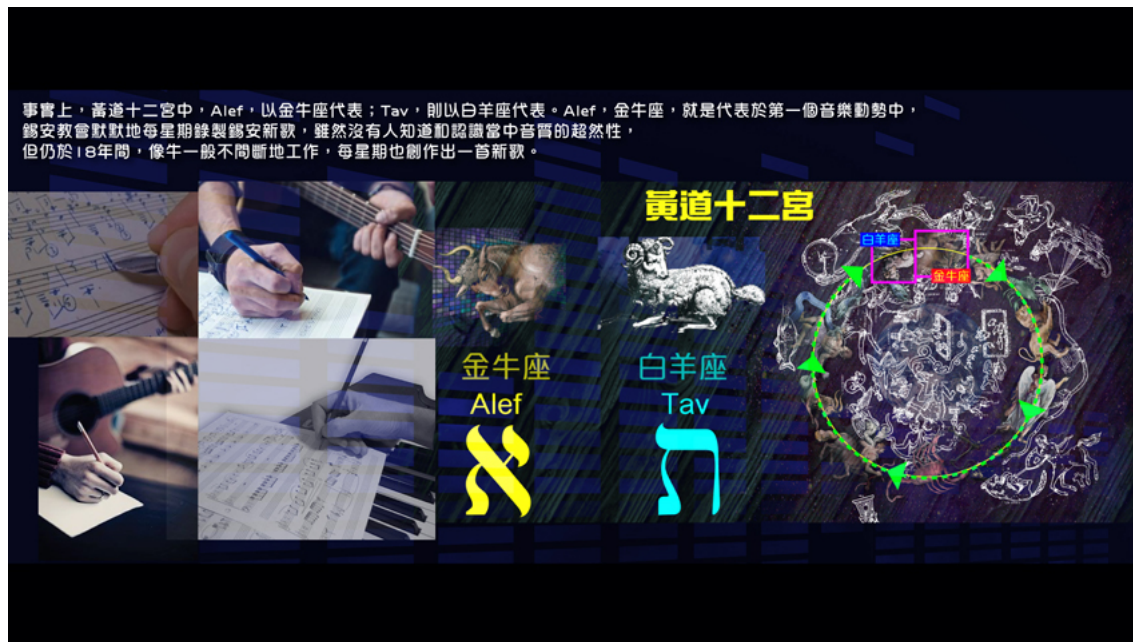 事實上，黃道十二宮中，Alef，以金牛座代表；Tav，則以白羊座代表。Alef，金牛座，就是代表於第一個音樂動勢中，
錫安教會默默地每星期錄製錫安新歌，雖然沒有人知道和認識當中音質的超然性，
但仍於18年間，像牛一般不間斷地工作，每星期也創作出一首新歌。
黃道十二宮
白羊座
金牛座
金牛座
白羊座
Alef
Tav
א
ת